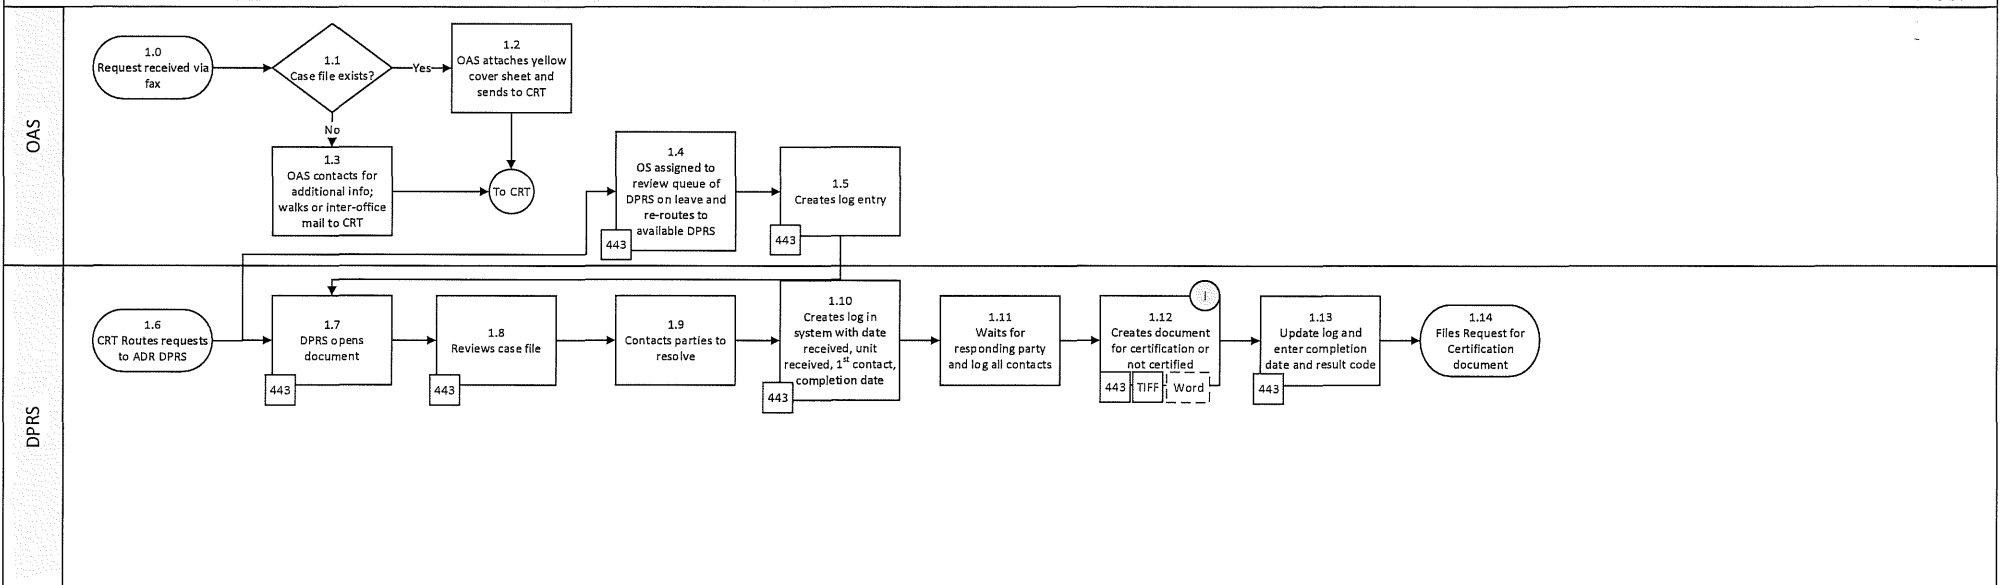 OAS
1.0
Request received via
fax
1.1
Case file exists?
Yes
No
1.2
OAS attaches yellow
cover sheet and
sends to CRT
1.3
OAS contacts for
additional info;
walks or inter-office
mail to CRT
To CRT
1.4
OS assigned to
review queue of
DPRS on leave and
re-routes to
available DPRS
443
1.5
Creates log entry
443
DPRS
1.6
CRT Routes requests
to ADR DPRS
1.7
DPRS opens
document
443
1.8
Reviews case file
443
1.9
Contacts parties to
resolve
1.10
Creates log in
system with date
received, unit
received, 1st contact,
completion date
443
1.11
Waits for
responding party
and log all contacts
I
1.12
Creates document
for certification or
not certified
443 TIFF Word
1.13
Update log and
enter completion
date and result code
443
1.14
Files Request for
Certification
document